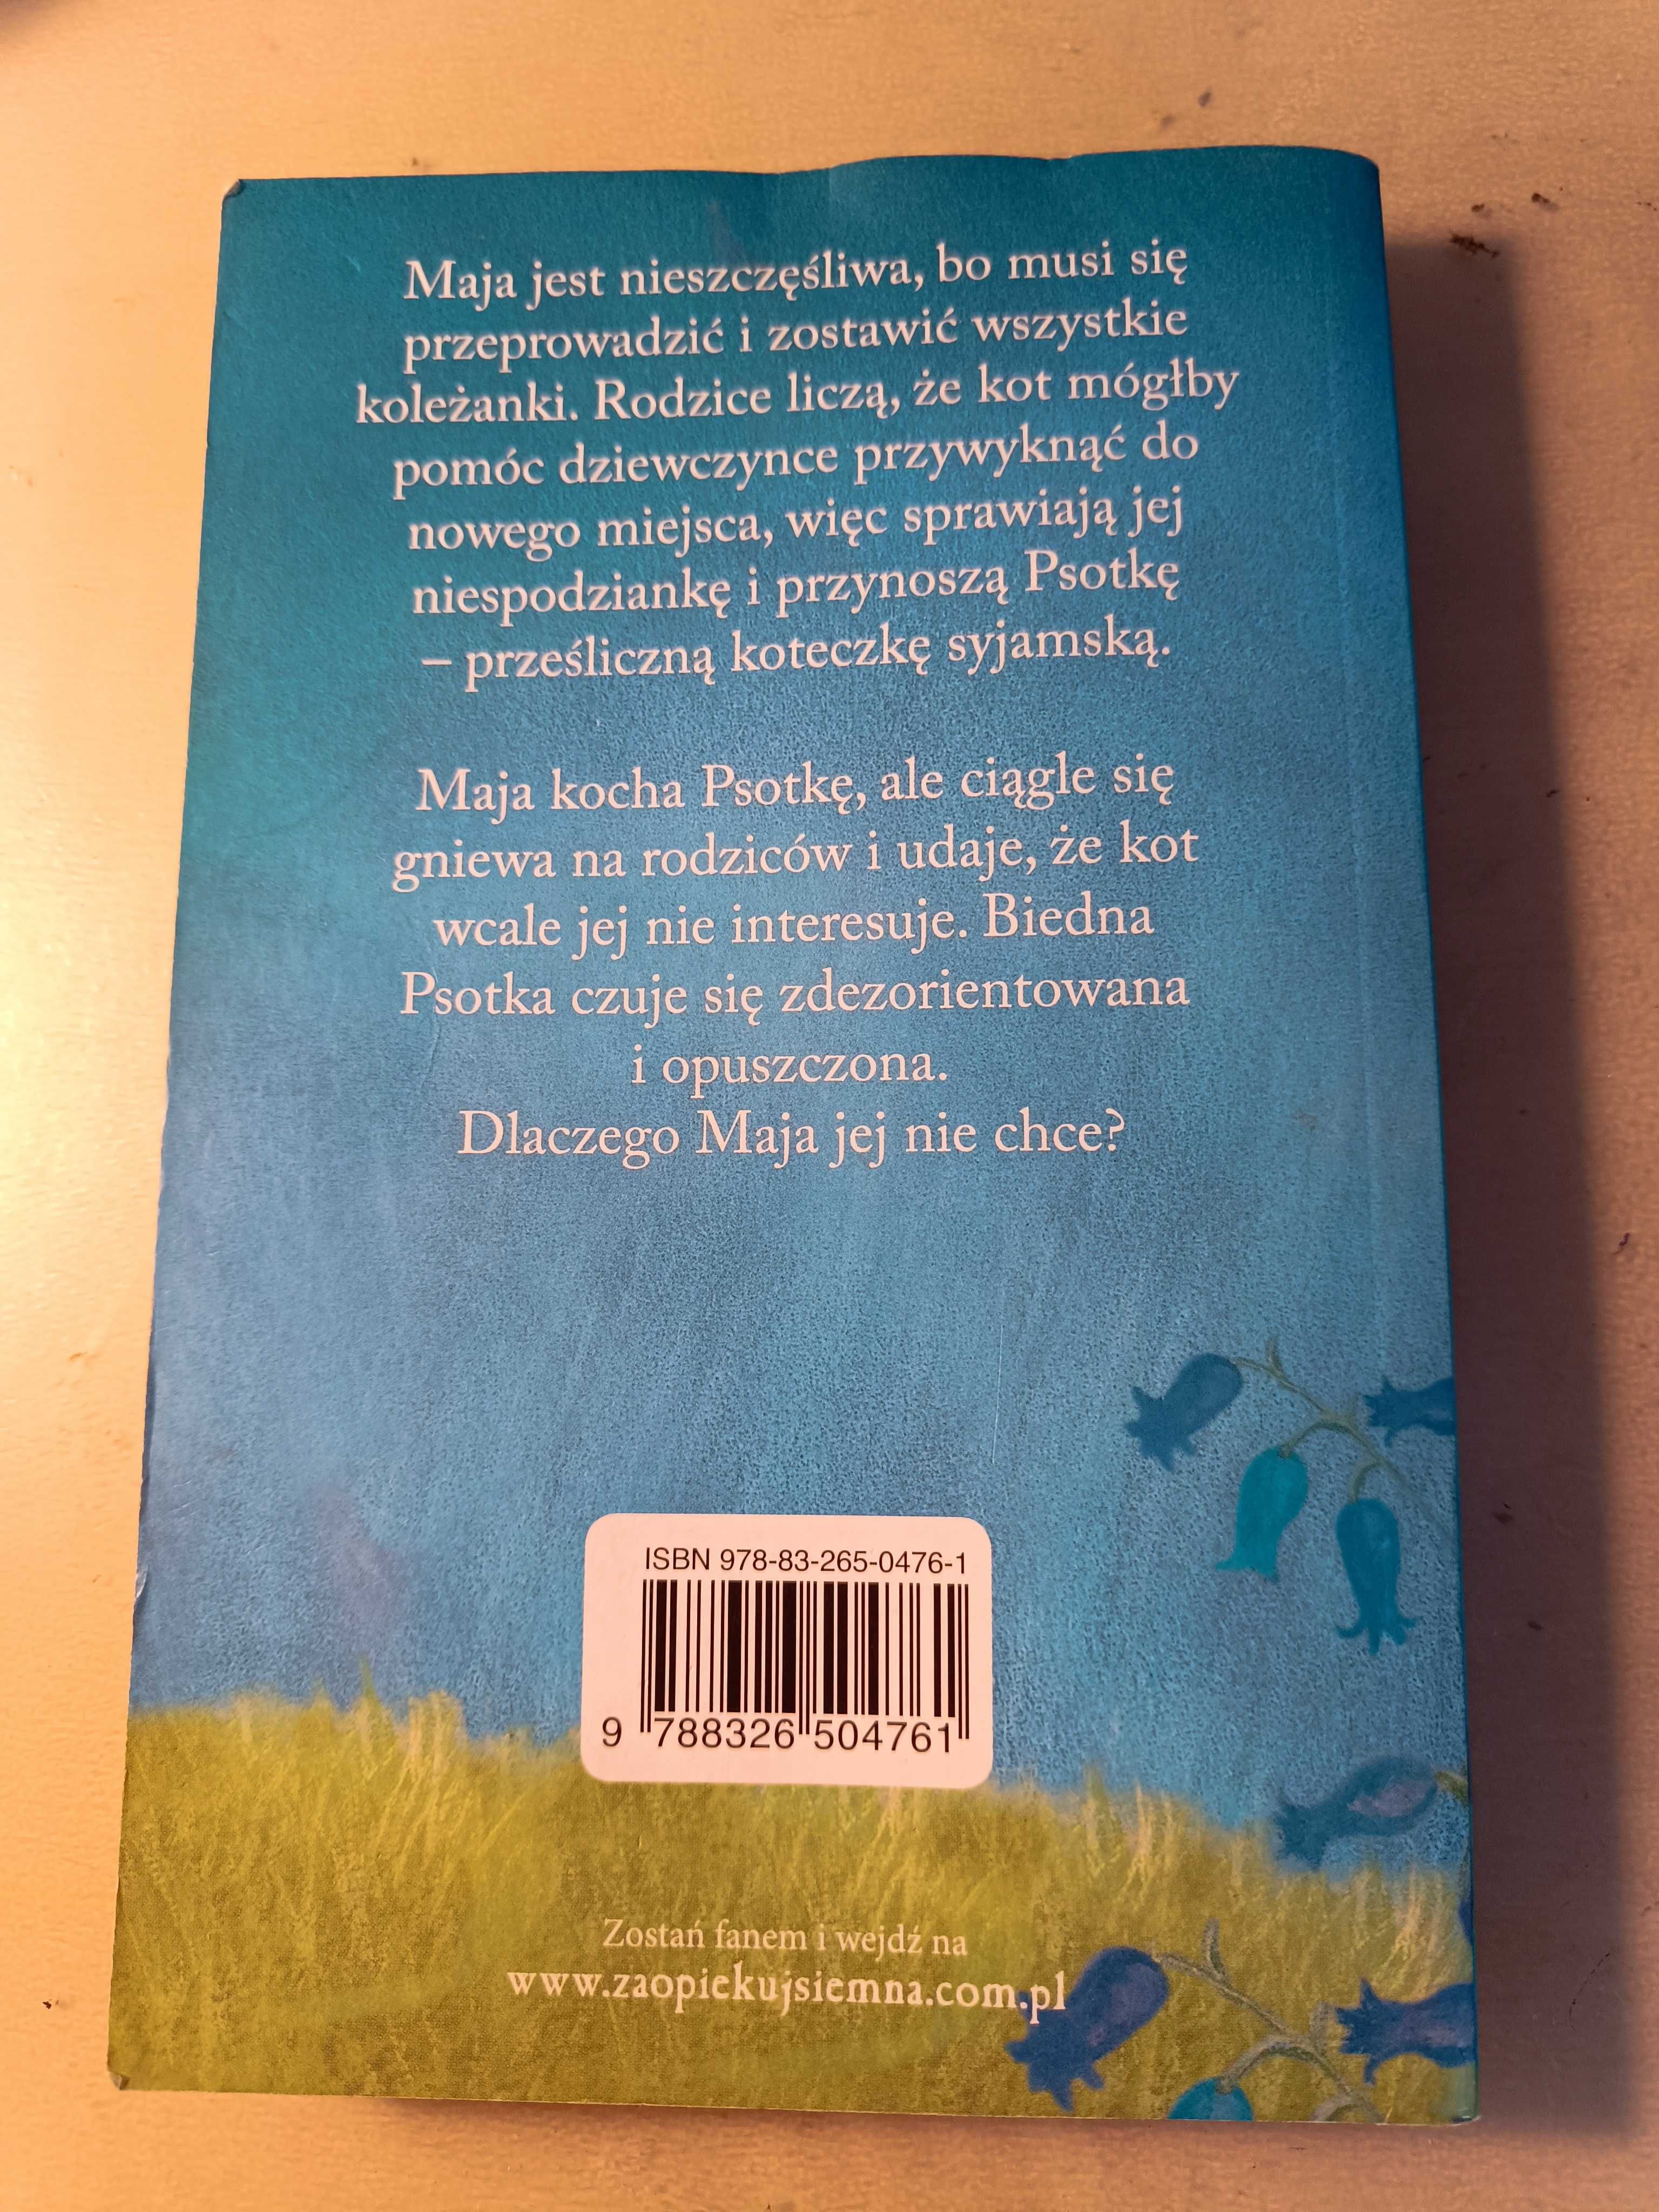 Maja jest nieszczęśliwa, bo musi się
przeprowadzić i zostawić wszystkie
koleżanki. Rodzice liczą, że kot mógłby
pomóc dziewczynce przywyknąć do
nowego miejsca, więc sprawiają jej
niespodziankę i przynoszą Psotkę
– prześliczną koteczkę syjamską.
Maja kocha Psotkę, ale ciągle się
gniewa na rodziców i udaje, że kot
wcale jej nie interesuje. Biedna
Psotka czuje się zdezorientowana
i opuszczona.
Dlaczego Maja jej nie chce?
ISBN 978-83-265-0476-1
9 788326 504761
Zostań fanem i wejdź na
www.zaopiekujsiemna.com.pl